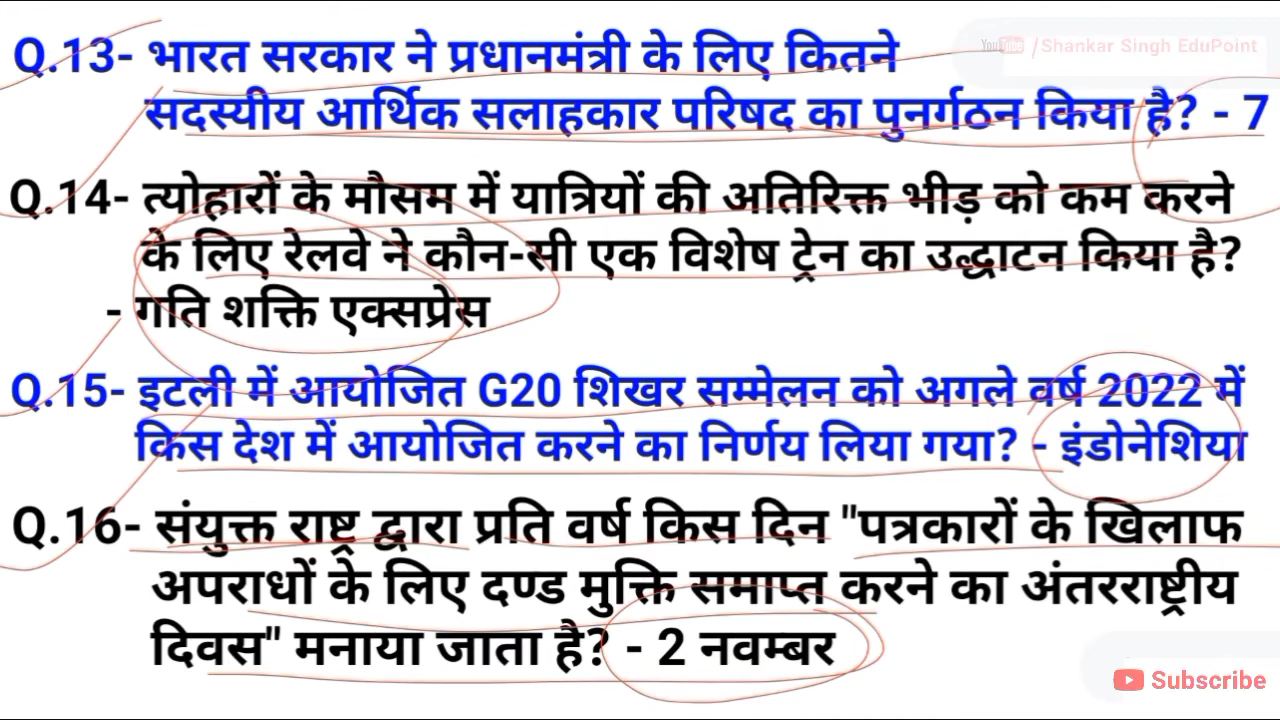 Q.13- भारत सरकार ने प्रधानमंत्री के लिए कितने
YouTube /Shankar Singh EduPoint
सदस्यीय आर्थिक सलाहकार परिषद का पुनर्गठन किया है? - 7
Q.14- त्योहारों के मौसम में यात्रियों की अतिरिक्त भीड़ को कम करने
के लिए रेलवे ने कौन-सी एक विशेष ट्रेन का उद्धाटन किया है?
- गति शक्ति एक्सप्रेस
Q.15- इटली में आयोजित G20 शिखर सम्मेलन को अगले वर्ष 2022 में
किस देश में आयोजित करने का निर्णय लिया गया? - इंडोनेशिया
Q.16- संयुक्त राष्ट्र द्वारा प्रति वर्ष किस दिन "पत्रकारों के खिलाफ
अपराधों के लिए दण्ड मुक्ति समाप्त करने का अंतरराष्ट्रीय
दिवस" मनाया जाता है? - 2 नवम्बर
Subscribe